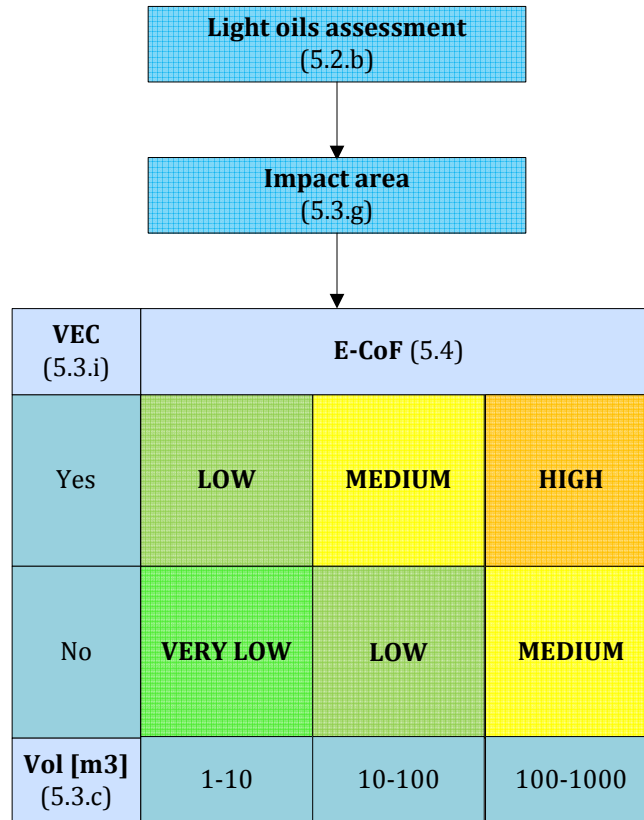 Light oils assessment
(5.2.b)
Impact area
(5.3.g)
VEC
(5.3.i)
E-CoF (5.4)
Yes
LOW
MEDIUM
HIGH
No
VERY LOW
LOW
MEDIUM
Vol [m3]
(5.3.c)
1-10
10-100
100-1000